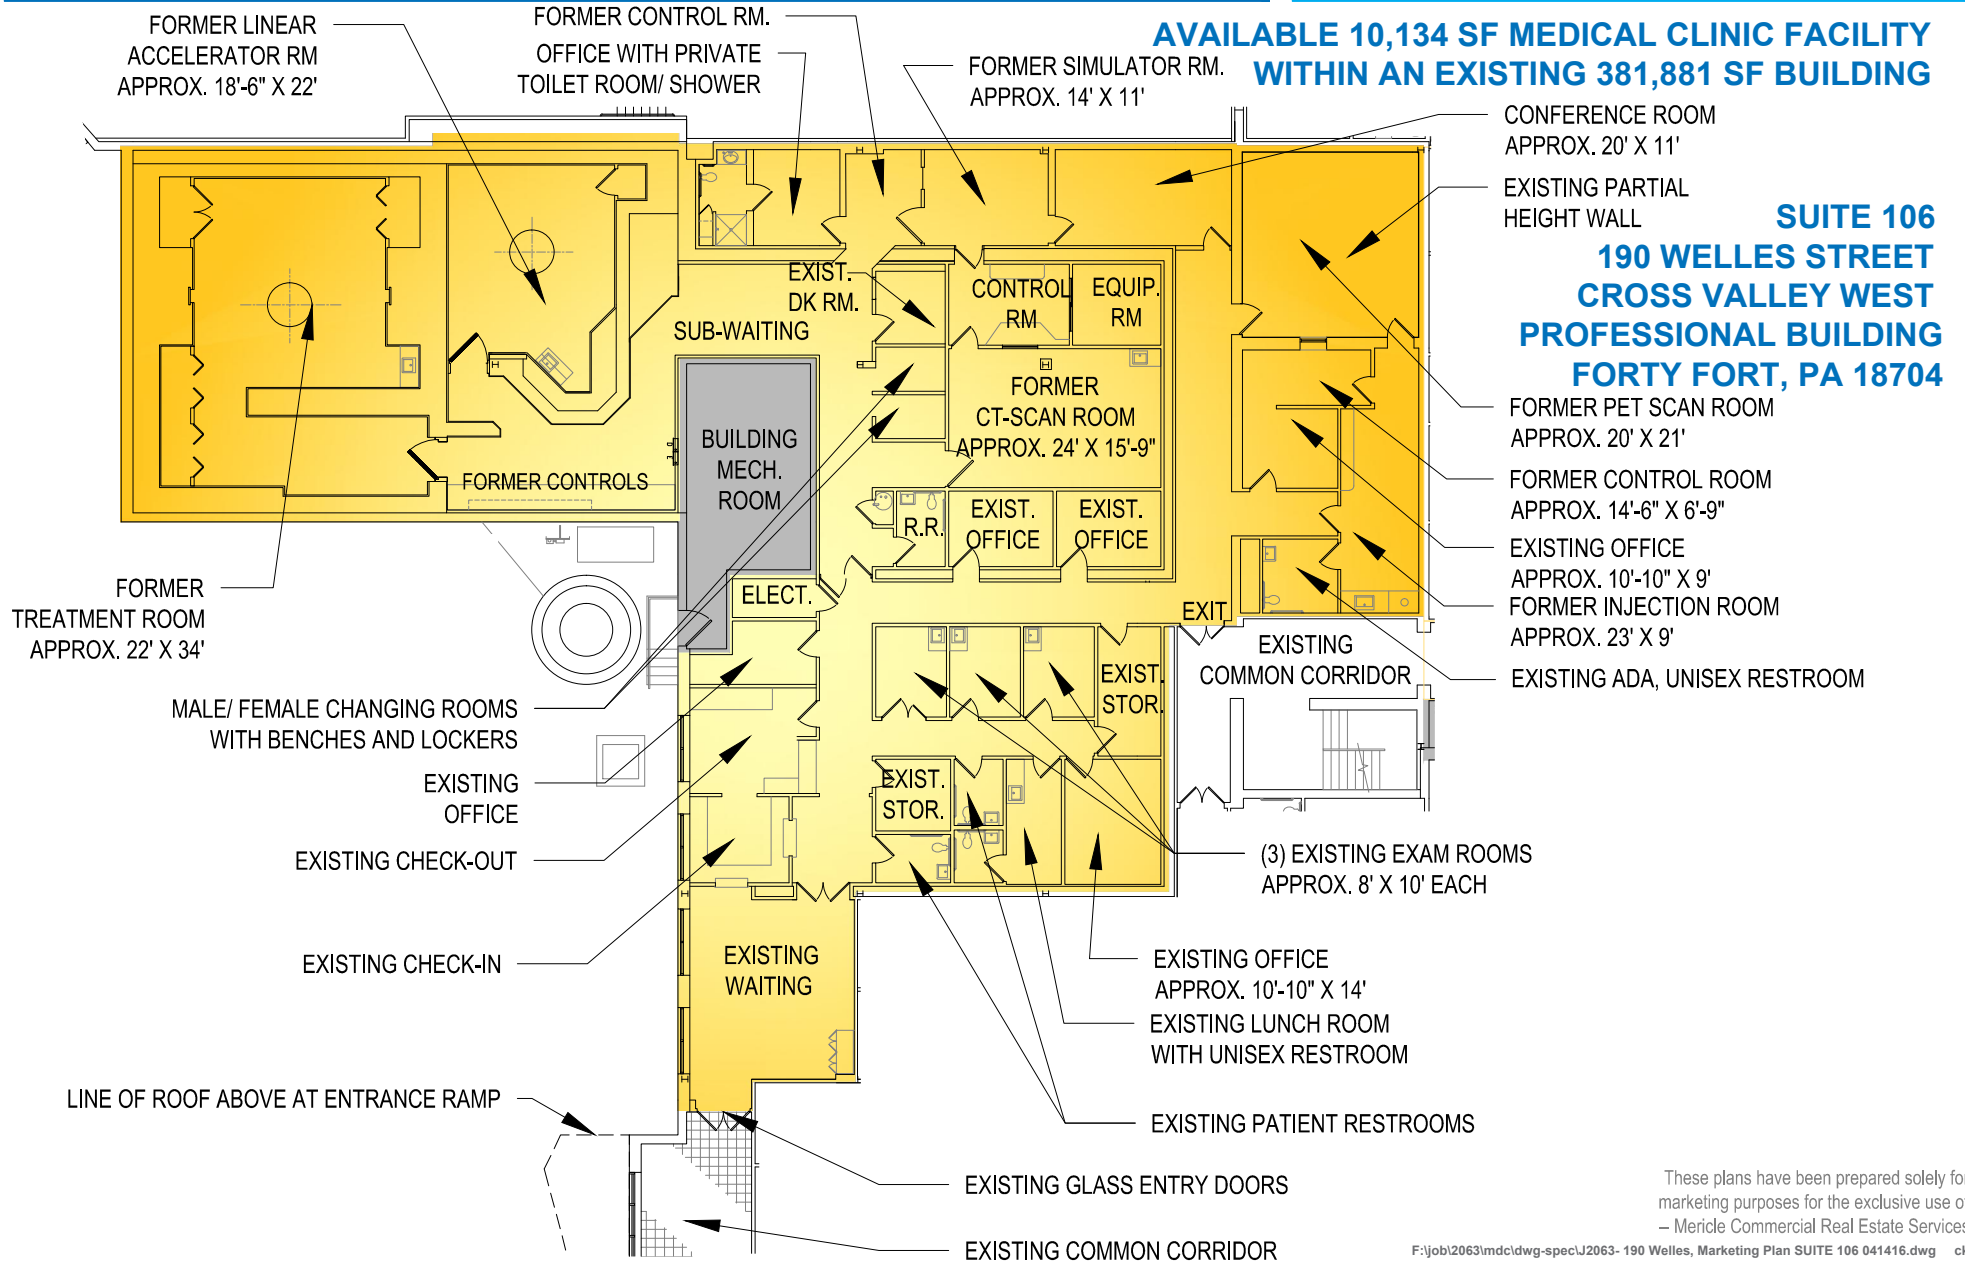 FORMER LINEAR
ACCELERATOR RM
APPROX. 18'-6" X 22'
FORMER CONTROL RM.
OFFICE WITH PRIVATE
TOILET ROOM/ SHOWER
FORMER SIMULATOR RM.
APPROX. 14' X 11'
AVAILABLE 10,134 SF MEDICAL CLINIC FACILITY
WITHIN AN EXISTING 381,881 SF BUILDING
CONFERENCE ROOM
APPROX. 20' X 11'
EXISTING PARTIAL
HEIGHT WALL
SUITE 106
190 WELLES STREET
CROSS VALLEY WEST
PROFESSIONAL BUILDING
FORTY FORT, PA 18704
EXIST.
DK RM.
CONTROL
RM
EQUIP.
RM
SUB-WAITING
FORMER
CT-SCAN ROOM
APPROX. 24' X 15'-9"
BUILDING
MECH.
ROOM
FORMER CONTROLS
R.R.
EXIST.
OFFICE
EXIST.
OFFICE
FORMER PET SCAN ROOM
APPROX. 20' X 21'
FORMER CONTROL ROOM
APPROX. 14'-6" X 6'-9"
EXISTING OFFICE
APPROX. 10'-10" X 9'
FORMER INJECTION ROOM
APPROX. 23' X 9'
EXISTING ADA, UNISEX RESTROOM
FORMER
TREATMENT ROOM
APPROX. 22' X 34'
ELECT.
EXIT
EXISTING
COMMON CORRIDOR
EXIST.
STOR.
MALE/ FEMALE CHANGING ROOMS
WITH BENCHES AND LOCKERS
EXISTING
OFFICE
EXIST.
STOR.
EXISTING CHECK-OUT
(3) EXISTING EXAM ROOMS
APPROX. 8' X 10' EACH
EXISTING CHECK-IN
EXISTING
WAITING
EXISTING OFFICE
APPROX. 10'-10" X 14'
EXISTING LUNCH ROOM
WITH UNISEX RESTROOM
LINE OF ROOF ABOVE AT ENTRANCE RAMP
EXISTING PATIENT RESTROOMS
EXISTING GLASS ENTRY DOORS
EXISTING COMMON CORRIDOR
These plans have been prepared solely for
marketing purposes for the exclusive use of
– Mericle Commercial Real Estate Services
F:\job\2063\mdc\dwg-spec\J2063- 190 Welles, Marketing Plan SUITE 106 041416.dwg